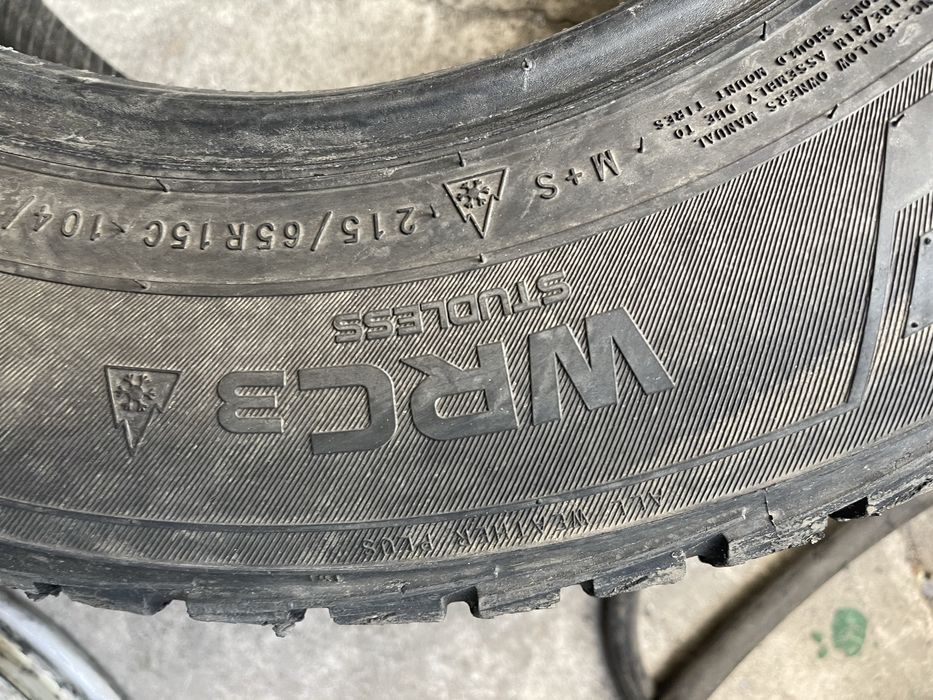 FOLLOW OWNERS MANUAL
TIRE/RIM ASSEMBLY DUE TO
SHOULD MOUNT TIRES
M+S 215/65R15C 104/
WRC3
STUDLESS
ALL WEATHER PLUS